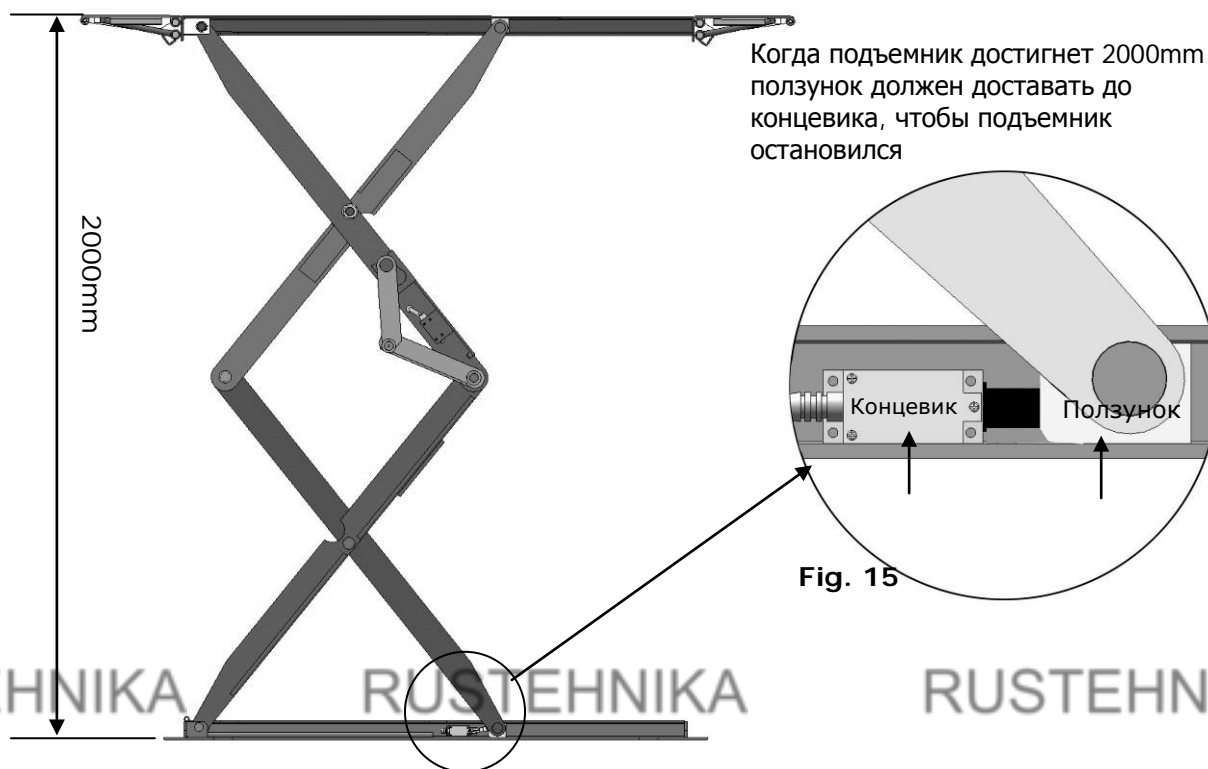 Когда подъемник достигнет 2000mm
ползунок должен доставать до
концевика, чтобы подъемник
остановился
2000mm
Концевик
Ползунок
Fig. 15
EHNIKA RUSTEHNIKA RUSTEHN